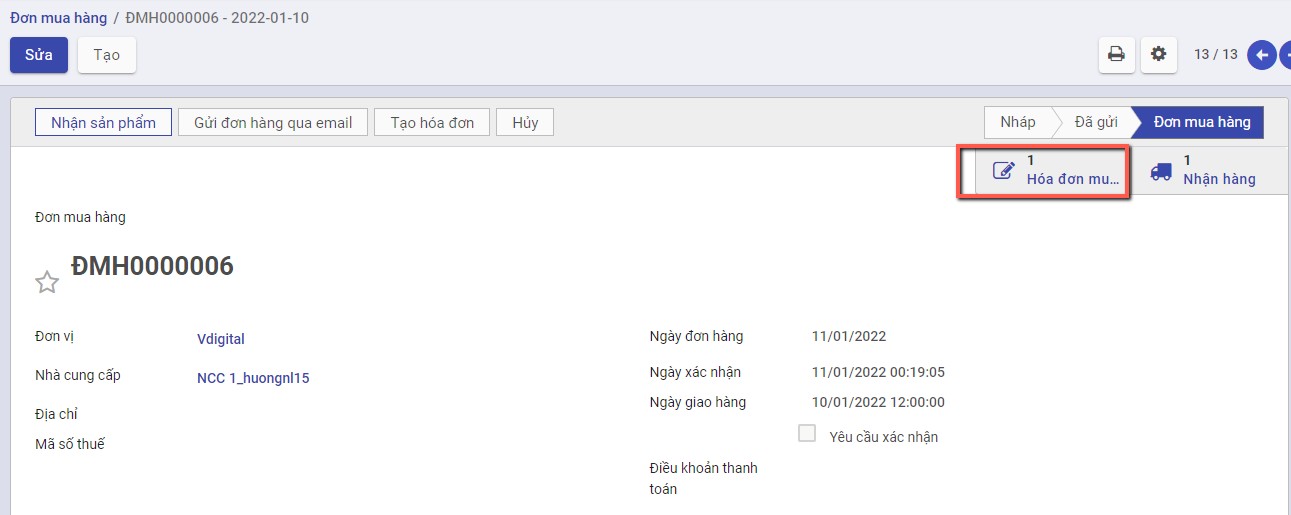 Đơn mua hàng / ĐMH0000006 - 2022-01-10
Sửa Tạo 13 / 13
Nhận sản phẩm Gửi đơn hàng qua email Tạo hóa đơn Hủy Nháp Đã gửi Đơn mua hàng
1 1
Hóa đơn mu... Nhận hàng
Đơn mua hàng
ĐMH0000006
Đơn vị Vdigital Ngày đơn hàng 11/01/2022
Nhà cung cấp NCC 1_huongnl15 Ngày xác nhận 11/01/2022 00:19:05
Ngày giao hàng 10/01/2022 12:00:00
Địa chỉ
Yêu cầu xác nhận
Mã số thuế
Điều khoản thanh
toán